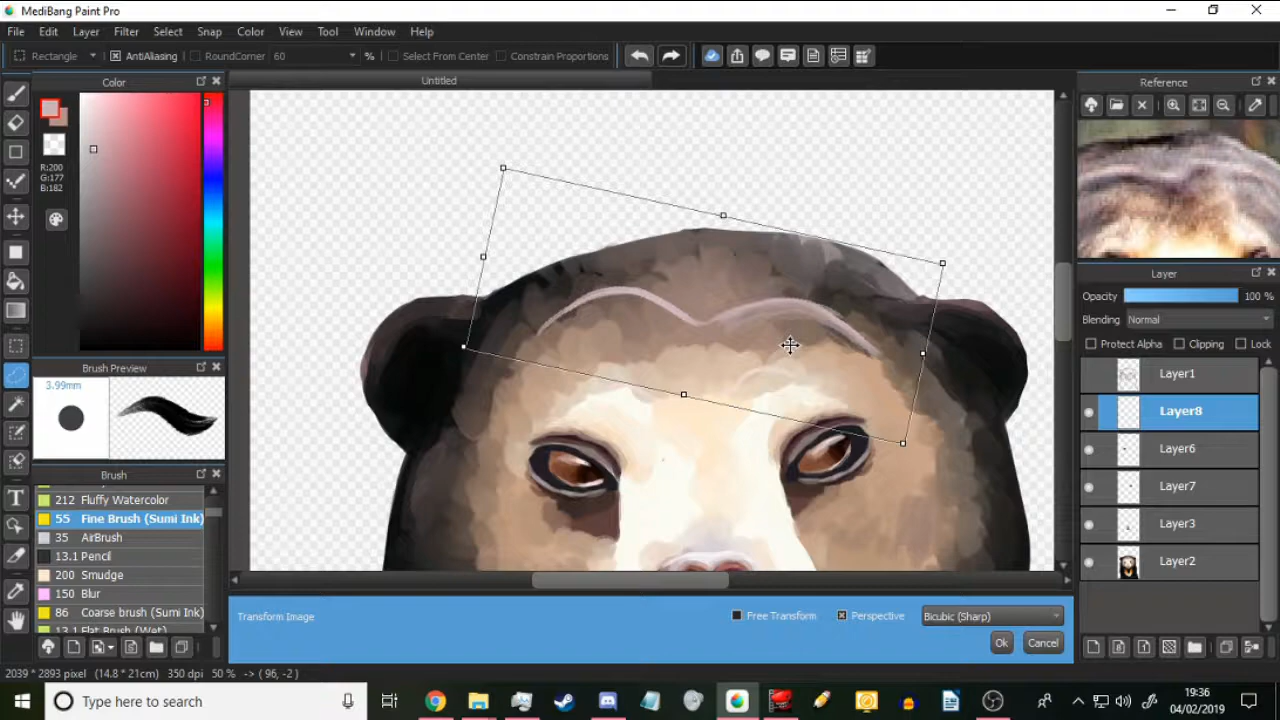 MediBang Paint Pro
File Edit Layer Filter Select Snap Color View Tool Window Help
Rectangle AntiAliasing RoundCorner 60 % Select From Center Constrain Proportions
Color
Untitled
Reference
R:200
G:177
B:182
Layer
Opacity 100 %
Blending Normal
Protect Alpha Clipping Lock
Brush Preview
3.99mm
Layer1
Layer8
Layer6
Layer7
Layer3
Layer2
Brush
212 Fluffy Watercolor
55 Fine Brush (Sumi Ink)
35 AirBrush
13.1 Pencil
200 Smudge
150 Blur
86 Coarse brush (Sumi Ink)
13.1 Flat Brush (Wet)
Transform Image Free Transform Perspective Bicubic (Sharp)
Ok Cancel
2039 * 2893 pixel (14.8 * 21cm) 350 dpi 50 % -> ( 96, -2 )
Type here to search
19:36
04/02/2019